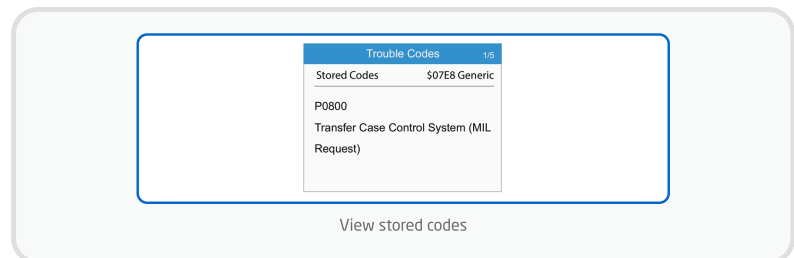 Trouble Codes 1/5
Stored Codes $07E8 Generic
P0800
Transfer Case Control System (MIL
Request)
View stored codes